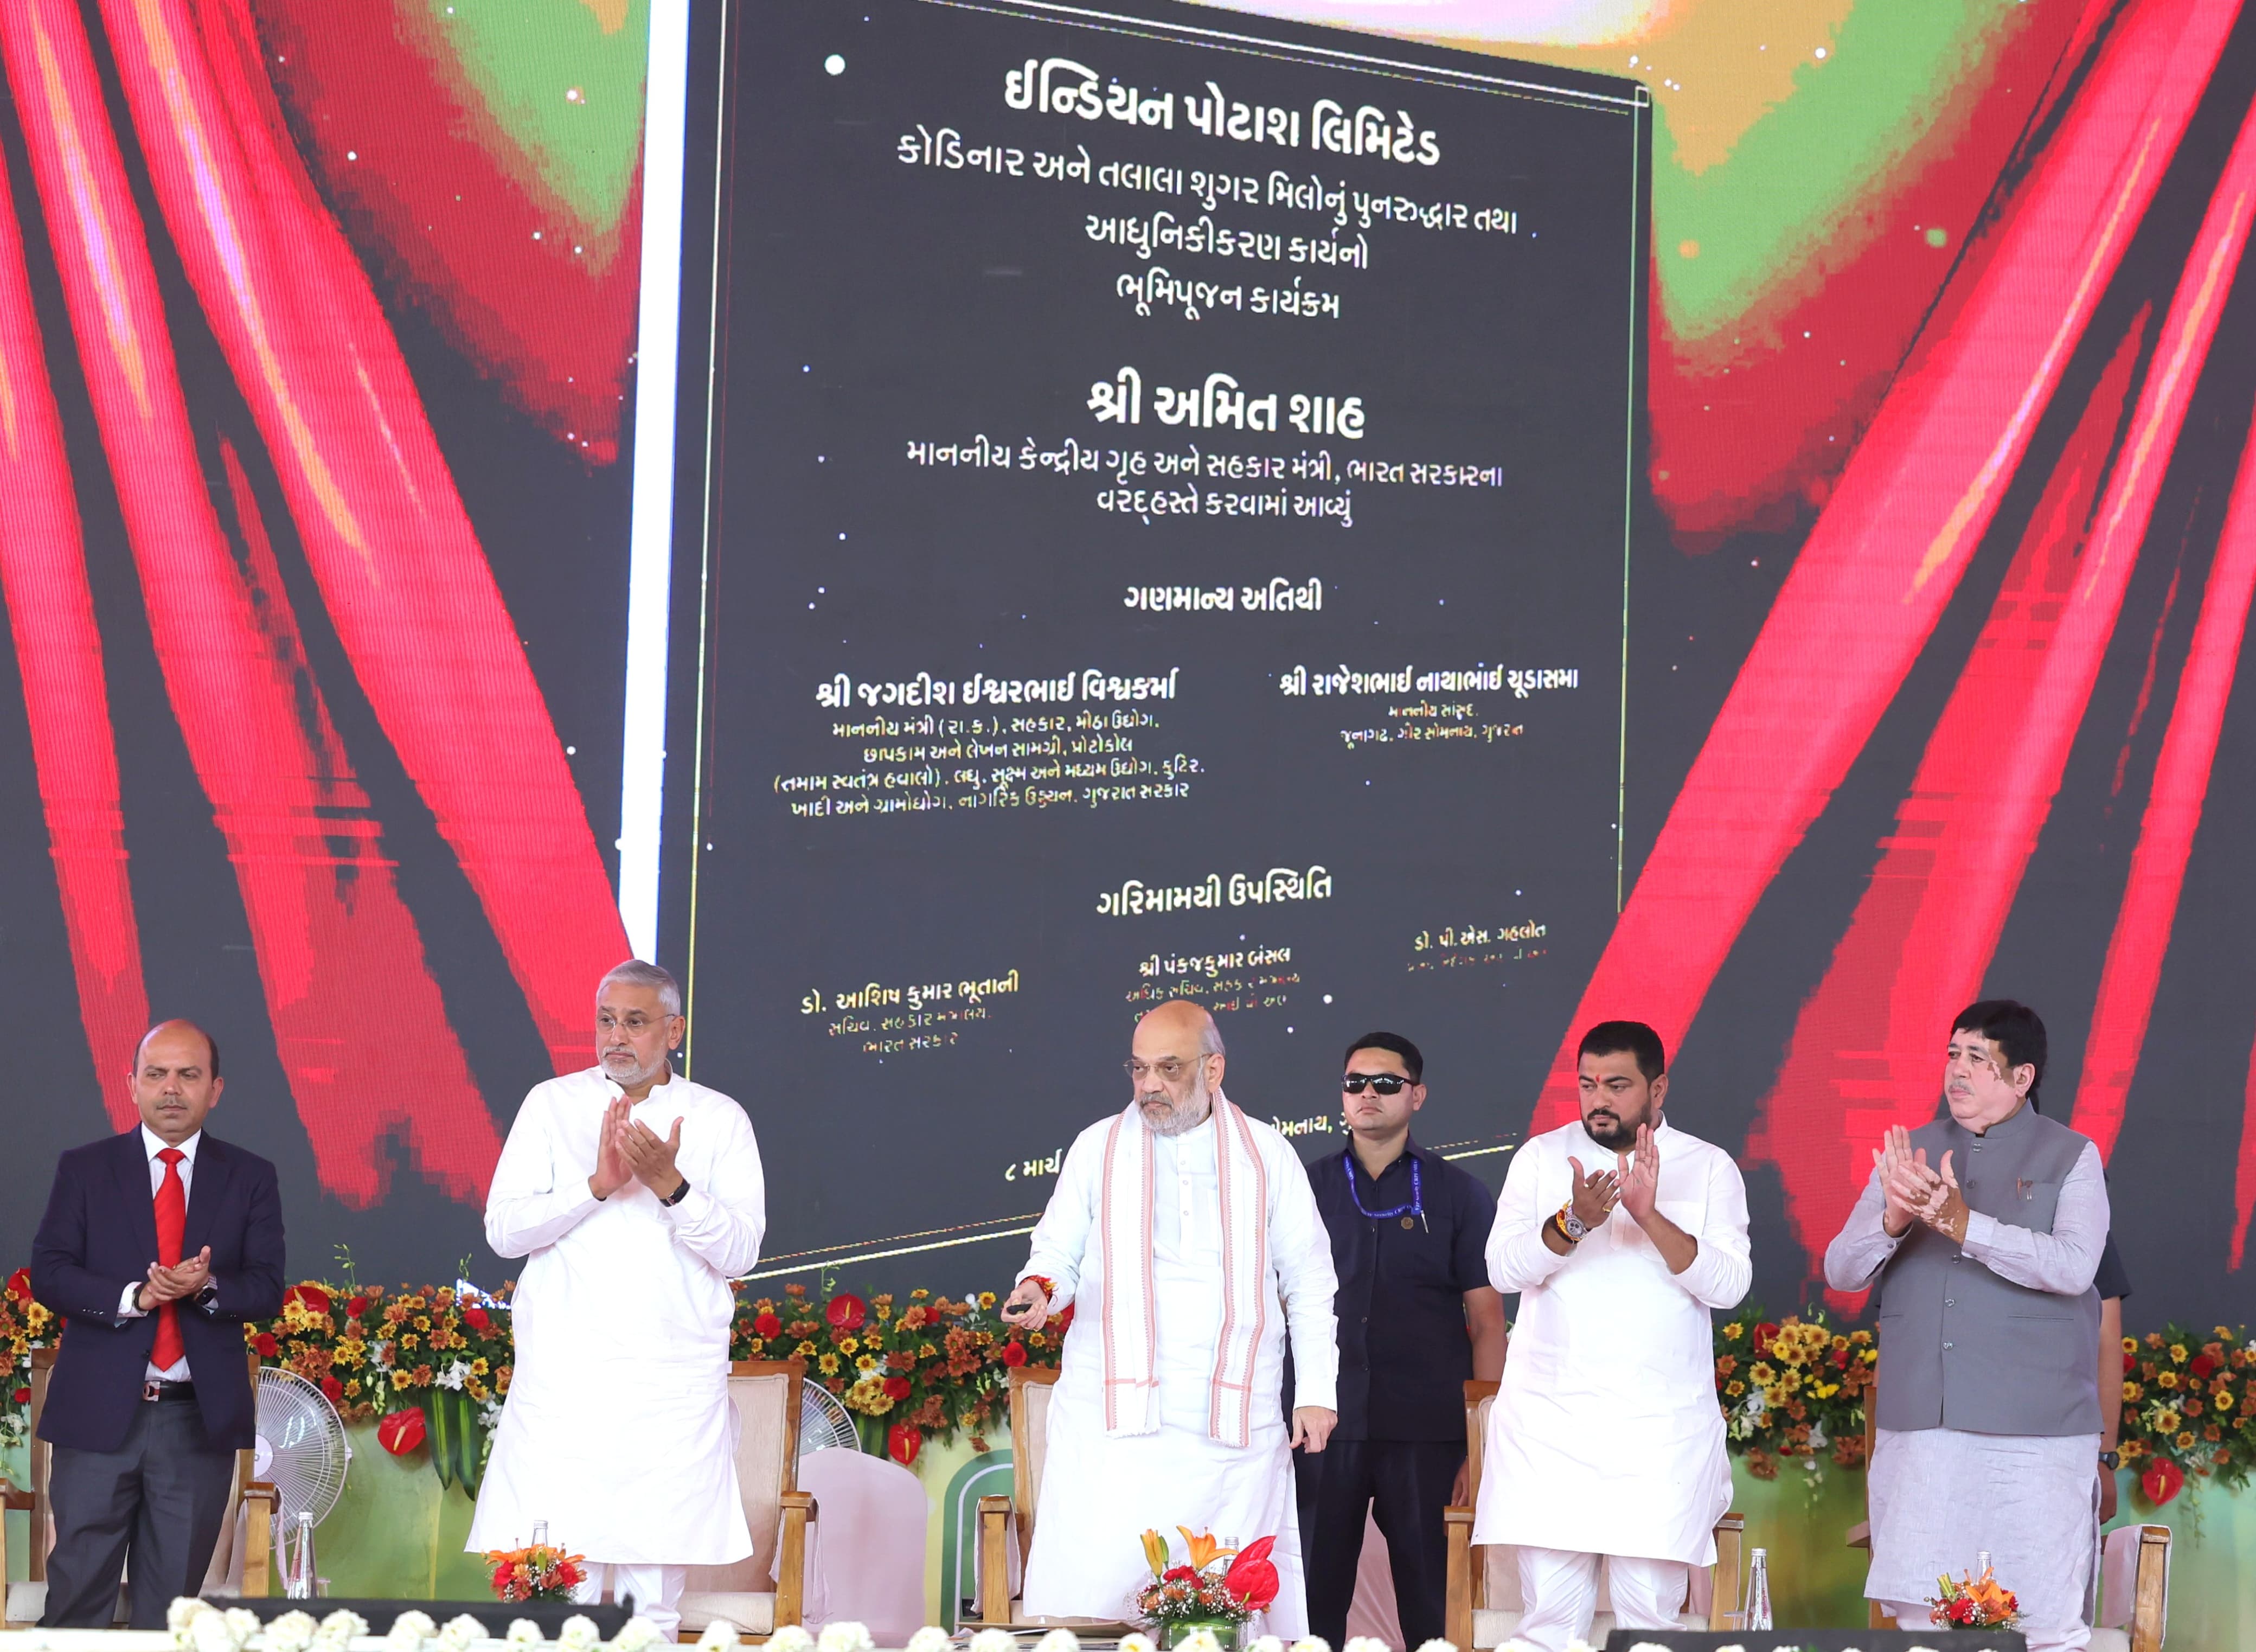 ઈન્ડિયન પોટાશ લિમિટેડ
કોડિનાર અને તલાલા શુગર મિલોનું પુનરુદ્ધાર તથા
આધુનિકીકરણ કાર્યનો
ભૂમિપૂજન કાર્યક્રમ
શ્રી અમિત શાહ
માનનીય કેન્દ્રીય ગૃહ અને સહકાર મંત્રી, ભારત સરકારના
વરદ્હસ્તે કરવામાં આવ્યું
ગણમાન્ય અતિથી
શ્રી જગદીશ ઈશ્વરભાઈ વિશ્વકર્મા
માનનીય મંત્રી (રા.ક.), સહકાર, મીઠા ઉદ્યોગ,
છાપકામ અને લેખન સામગ્રી, પ્રોટોકોલ
(તમામ સ્વતંત્ર હવાલો), લઘુ, સૂક્ષ્મ અને મધ્યમ ઉદ્યોગ, કુટિર,
ખાદી અને ગ્રામોદ્યોગ, નાગરિક ઉડ્ડયન, ગુજરાત સરકાર
શ્રી રાજેશભાઈ નાથાભાઈ ચૂડાસમા
માનનીય સાંસદ,
જૂનાગઢ, ગીર સોમનાથ, ગુજરાત
ગરિમામયી ઉપસ્થિતિ
ડો. આશિષ કુમાર ભૂતાની
સચિવ, સહકાર મંત્રાલય,
ભારત સરકાર
શ્રી પંકજકુમાર બંસલ
ડો. પી.એસ. ગહલોત
૮ માર્ચ